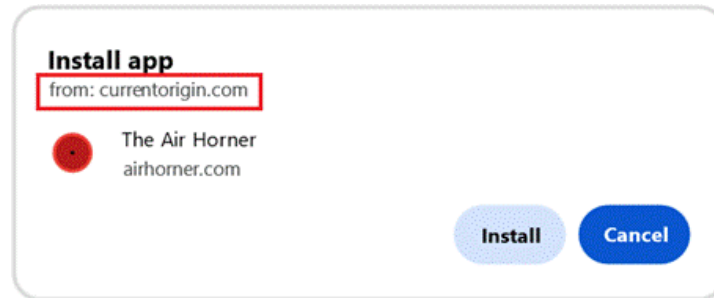 Install app
from: currentorigin.com
The Air Horner
airhorner.com
Install Cancel